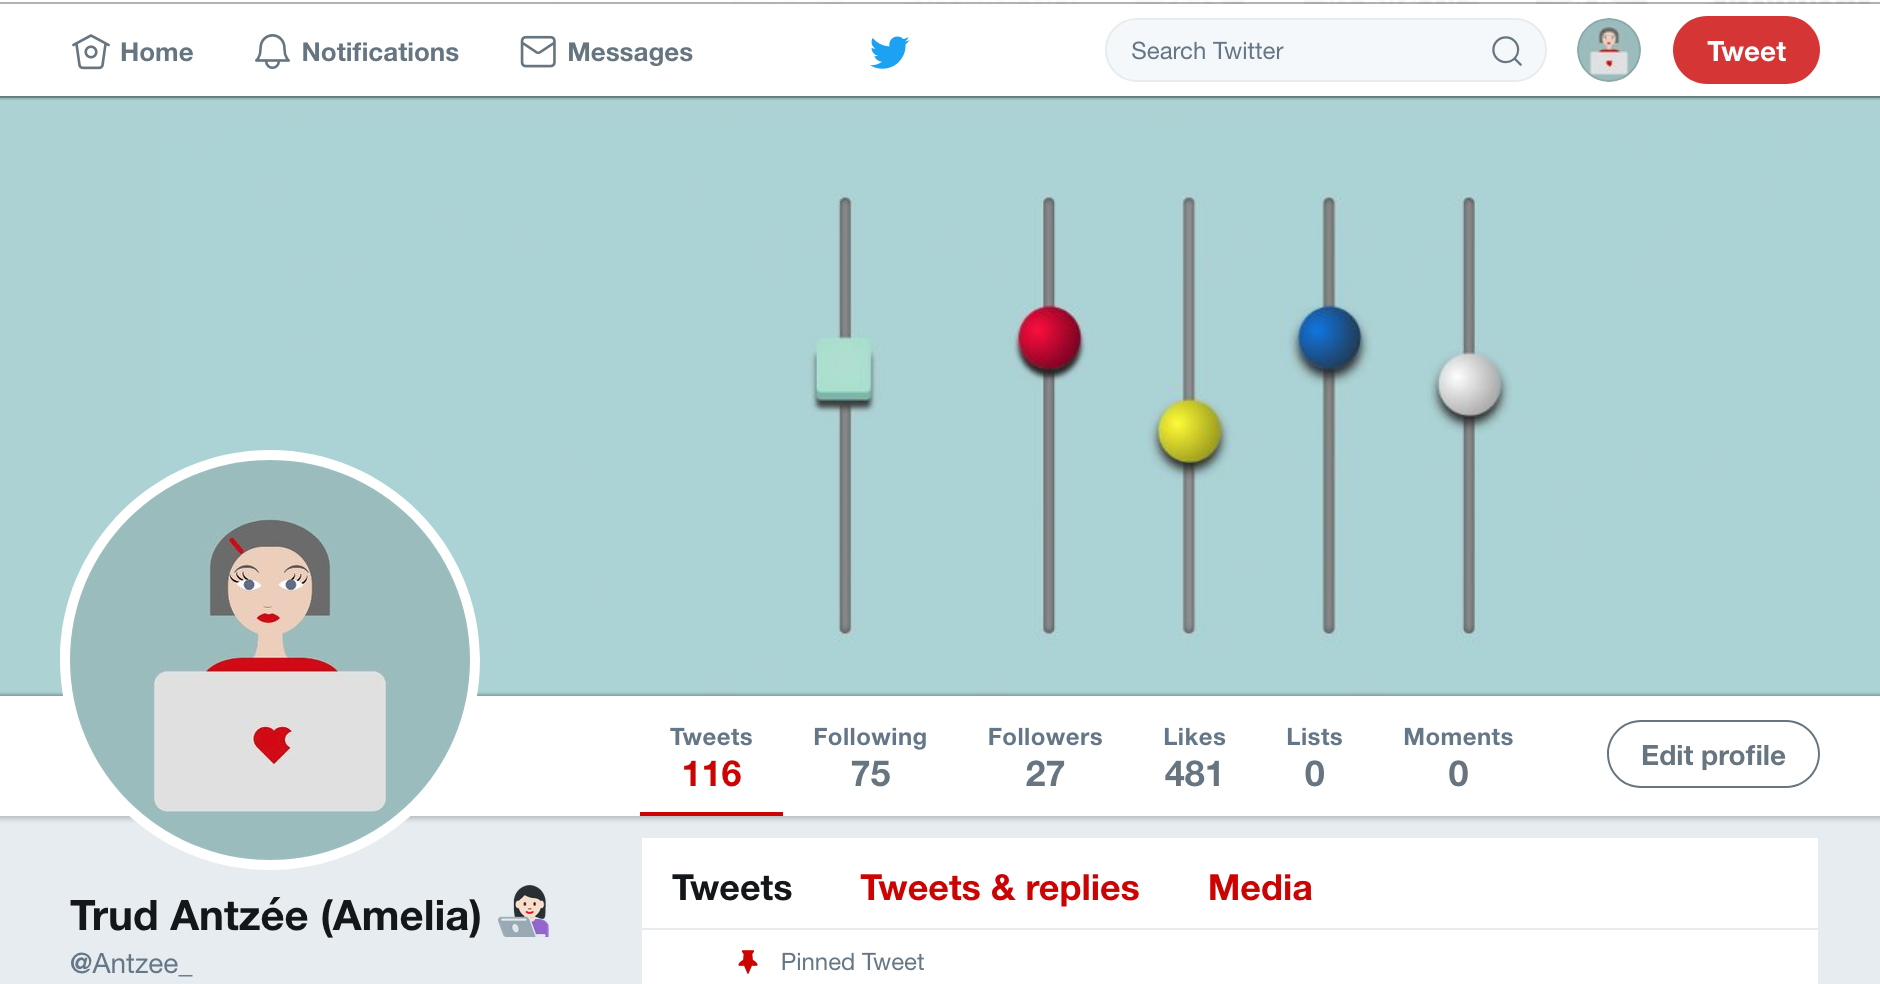 Home Notifications Messages Search Twitter Tweet
Tweets Following Followers Likes Lists Moments
116 75 27 481 0 0
Edit profile
Tweets Tweets & replies Media
Trud Antzée (Amelia)
@Antzee_
Pinned Tweet